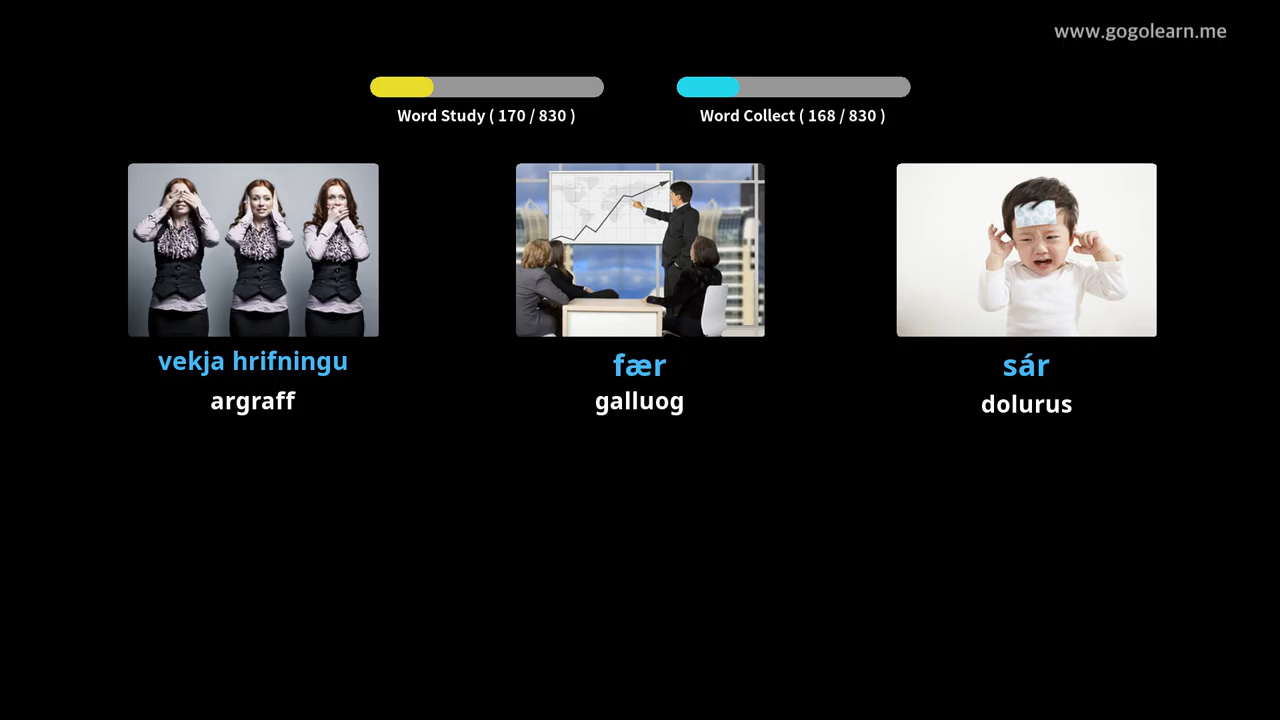 www.gogolearn.me
Word Study ( 170 / 830 )
Word Collect ( 168 / 830 )
vekja hrifningu
argraff
fær
galluog
sár
dolurus